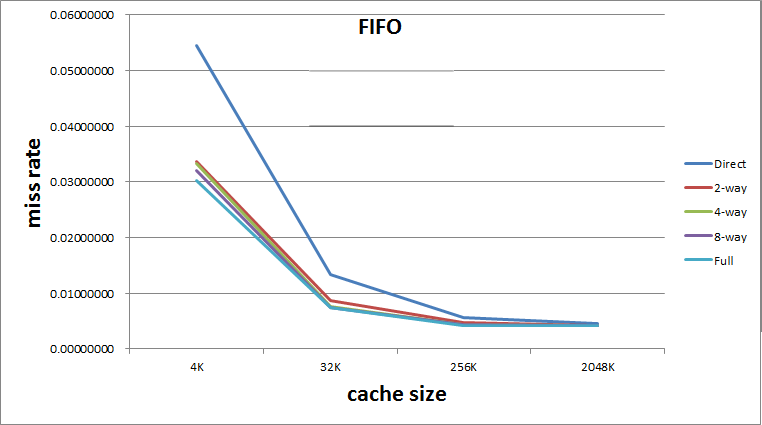 FIFO
0.06000000
0.05000000
0.04000000
0.03000000
0.02000000
0.01000000
0.00000000
miss rate
4K
32K
256K
2048K
cache size
Direct
2-way
4-way
8-way
Full